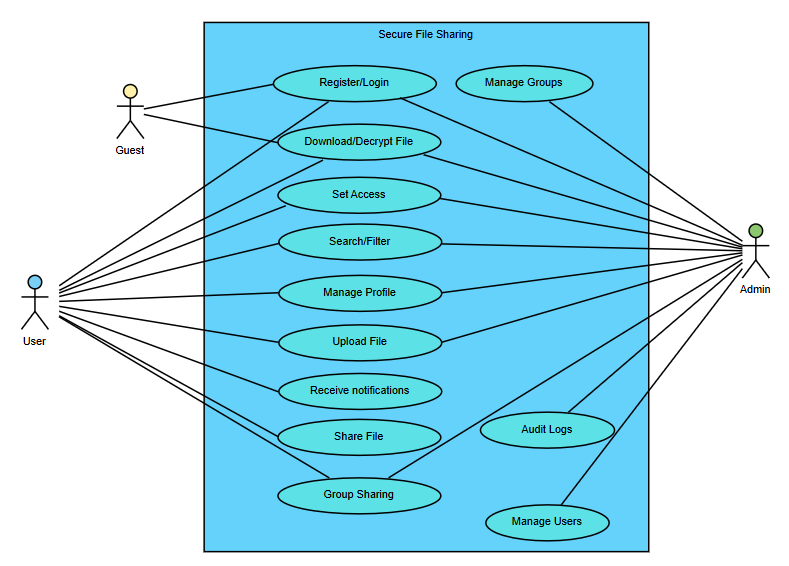 Secure File Sharing
Register/Login
Manage Groups
Guest
Download/Decrypt File
Set Access
Search/Filter
Admin
Manage Profile
User
Upload File
Receive notifications
Share File
Audit Logs
Group Sharing
Manage Users